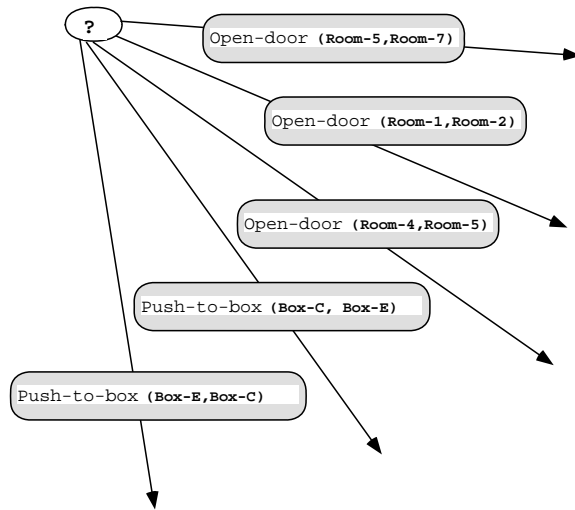 ?
Open-door (Room-5,Room-7)
Open-door (Room-1,Room-2)
Open-door (Room-4,Room-5)
Push-to-box (Box-C, Box-E)
Push-to-box (Box-E,Box-C)